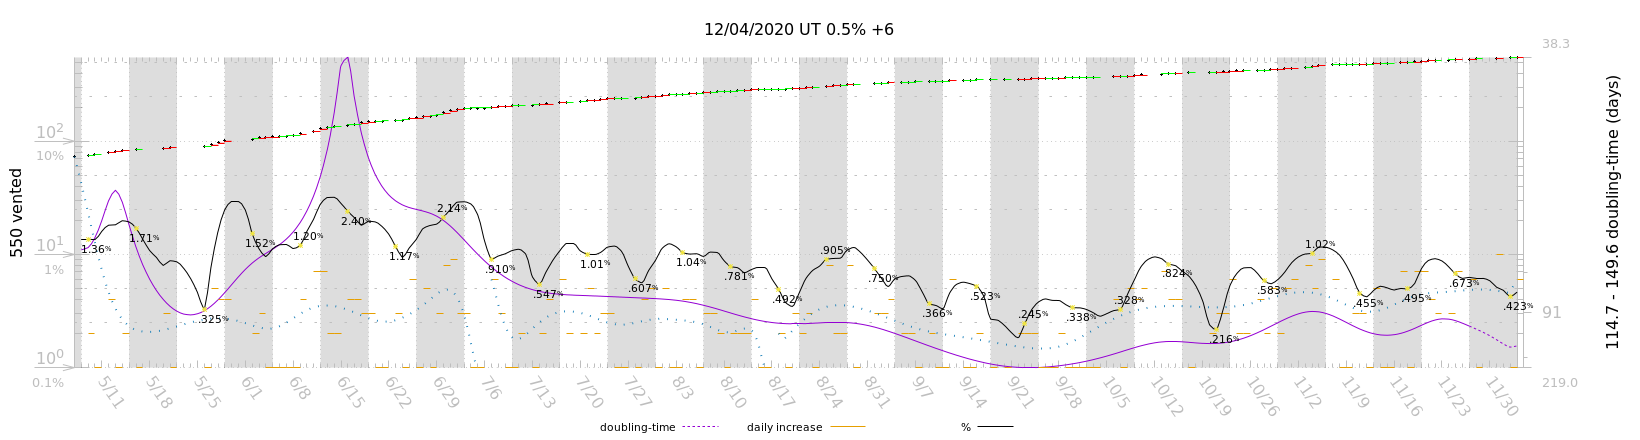 12/04/2020 UT 0.5% +6
38.3
10² 10%
10¹ 1%
10⁰ 0.1%
550 vented
114.7 - 149.6 doubling-time (days)
91
219.0
1.36% 1.71% .325% 1.52% 1.20% 2.40% 1.17% 2.14% .910% .547% 1.01% .607% 1.04% .781% .492% .905% .750% .366% .523% .245% .338% .328% .824% .216% .583% 1.02% .455% .495% .673% .423%
5/11 5/18 5/25 6/1 6/8 6/15 6/22 6/29 7/6 7/13 7/20 7/27 8/3 8/10 8/17 8/24 8/31 9/7 9/14 9/21 9/28 10/5 10/12 10/19 10/26 11/2 11/9 11/16 11/23 11/30
doubling-time daily increase %